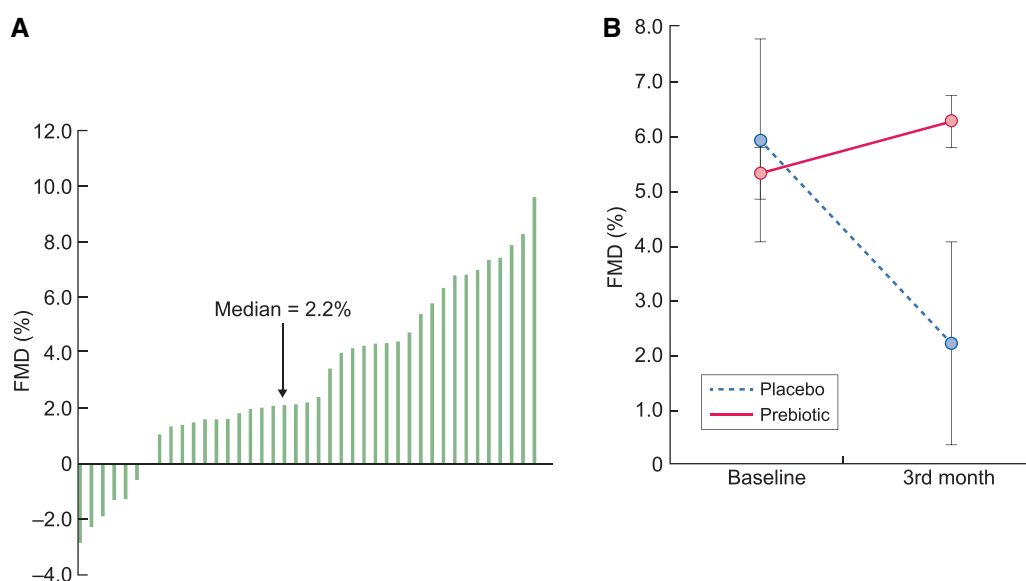 A
FMD (%)
12.0
10.0
8.0
6.0
4.0
2.0
0
–2.0
–4.0
Median = 2.2%
B
FMD (%)
8.0
7.0
6.0
5.0
4.0
3.0
2.0
1.0
0
Placebo
Prebiotic
Baseline
3rd month